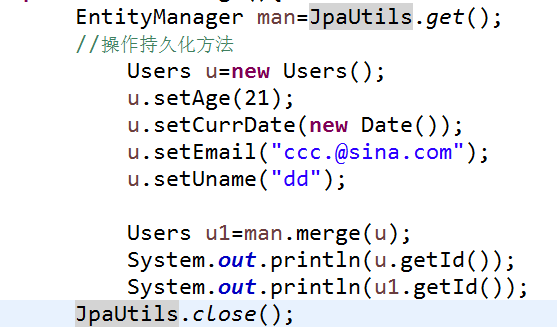 EntityManager man=JpaUtils.get();
//操作持久化方法
Users u=new Users();
u.setAge(21);
u.setCurrDate(new Date());
u.setEmail("ccc.@sina.com");
u.setUname("dd");
Users u1=man.merge(u);
System.out.println(u.getId());
System.out.println(u1.getId());
JpaUtils.close();